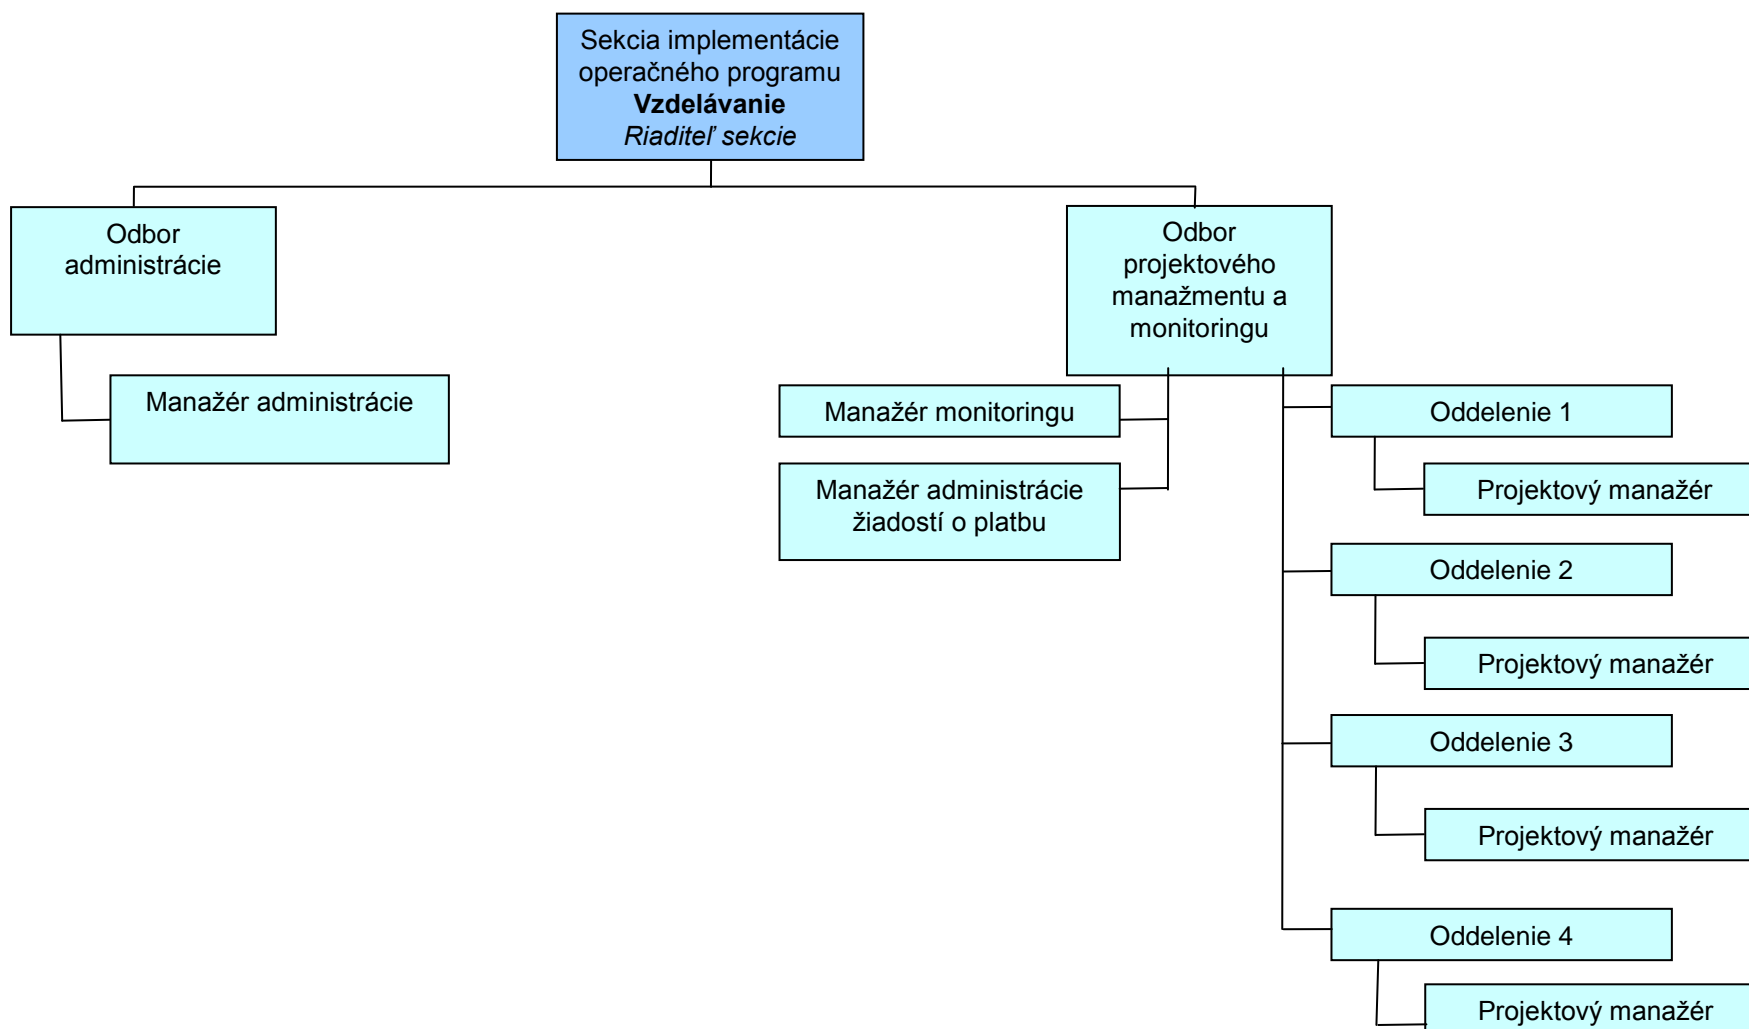 Sekcia implementácie
operačného programu
Vzdelávanie
Riaditeľ sekcie
Odbor
administrácie
Manažér administrácie
Odbor
projektového
manažmentu a
monitoringu
Manažér monitoringu
Manažér administrácie
žiadostí o platbu
Oddelenie 1
Projektový manažér
Oddelenie 2
Projektový manažér
Oddelenie 3
Projektový manažér
Oddelenie 4
Projektový manažér